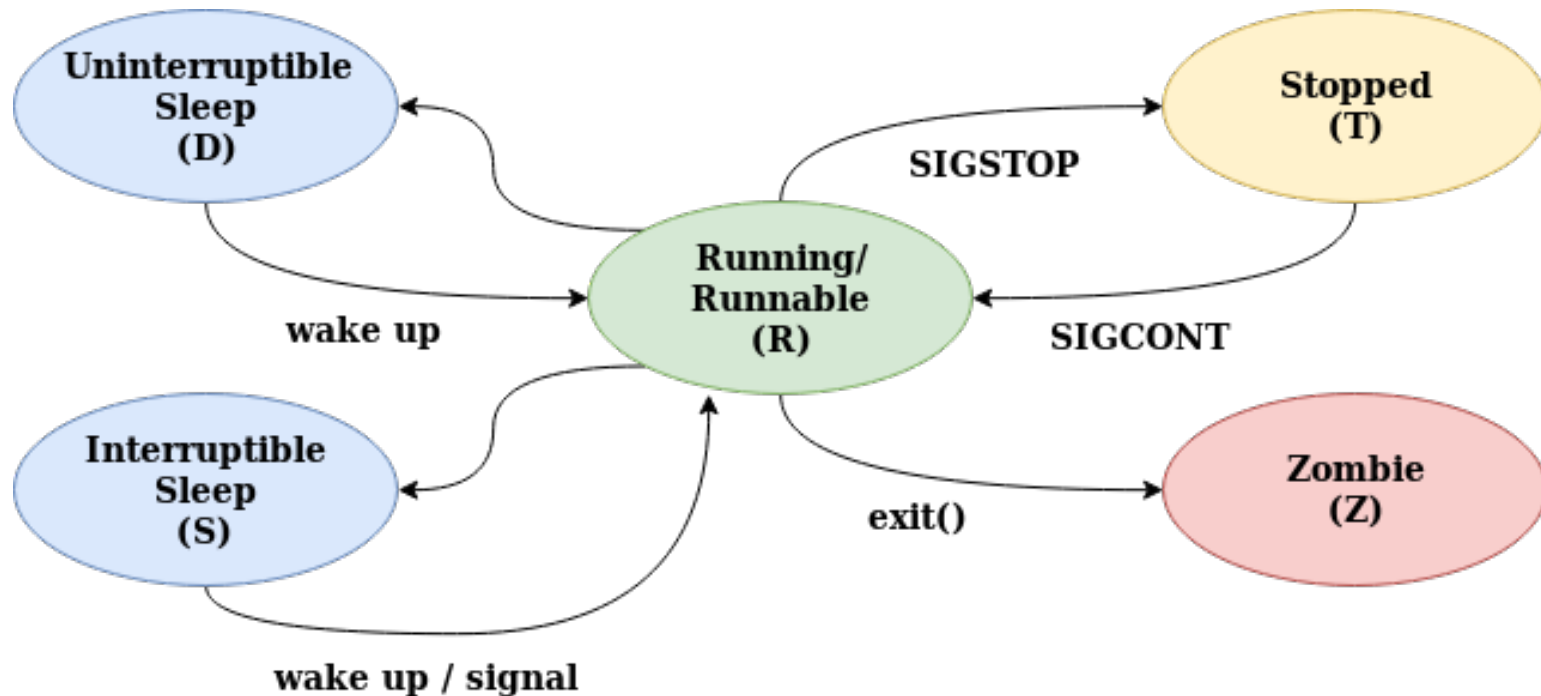 Uninterruptible
Sleep
(D)
Stopped
(T)
SIGSTOP
Running/
Runnable
(R)
wake up
SIGCONT
Interruptible
Sleep
(S)
Zombie
(Z)
exit()
wake up / signal